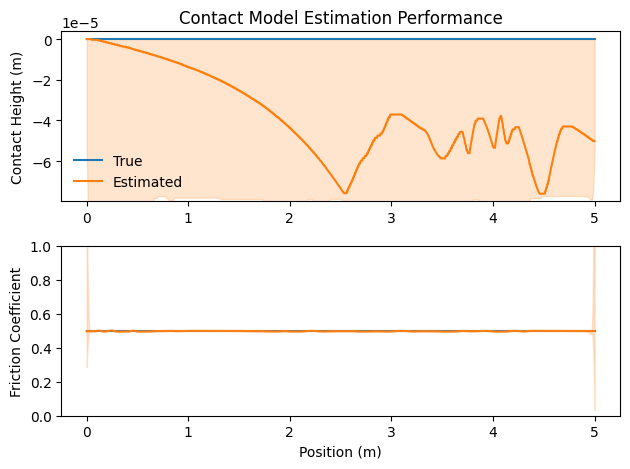 Contact Model Estimation Performance
1e−5
0
−2
−4
−6
Contact Height (m)
True
Estimated
0 1 2 3 4 5
1.0
0.8
0.6
0.4
0.2
0.0
Friction Coefficient
0 1 2 3 4 5
Position (m)